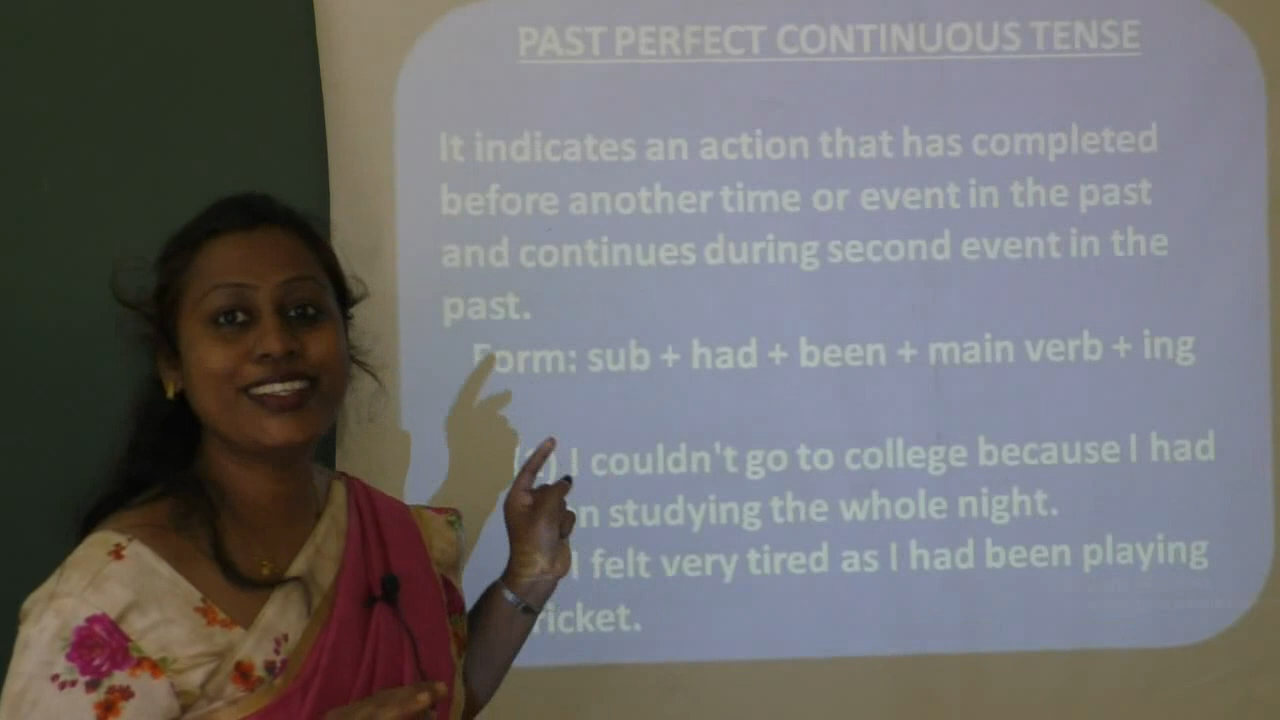 PAST PERFECT CONTINUOUS TENSE
It indicates an action that has completed
before another time or event in the past
and continues during second event in the
past.
Form: sub + had + been + main verb + ing
I couldn't go to college because I had
studying the whole night.
I felt very tired as I had been playing